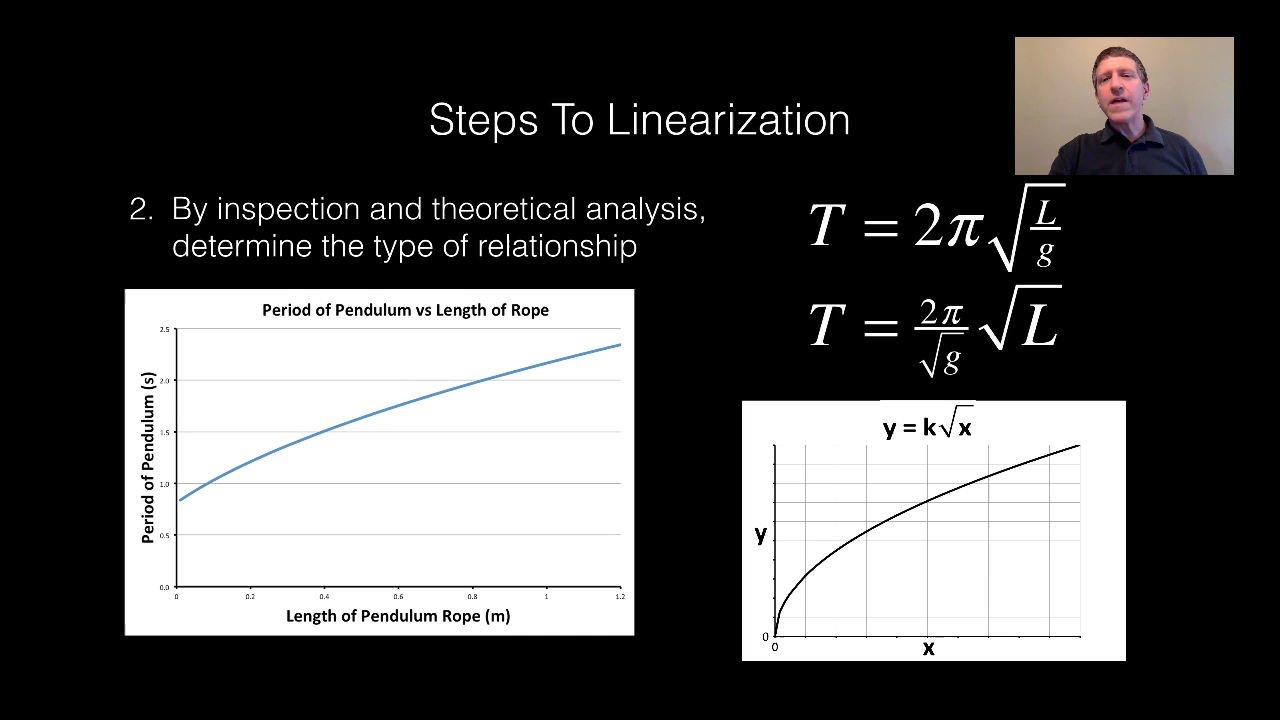 Steps To Linearization
2. By inspection and theoretical analysis,
determine the type of relationship
T = 2π√(L/g)
T = 2π/√g √L
Period of Pendulum vs Length of Rope
Period of Pendulum (s)
2.5
2.0
1.5
1.0
0.5
0.0
0 0.2 0.4 0.6 0.8 1 1.2
Length of Pendulum Rope (m)
y = k√x
y
0
0
x